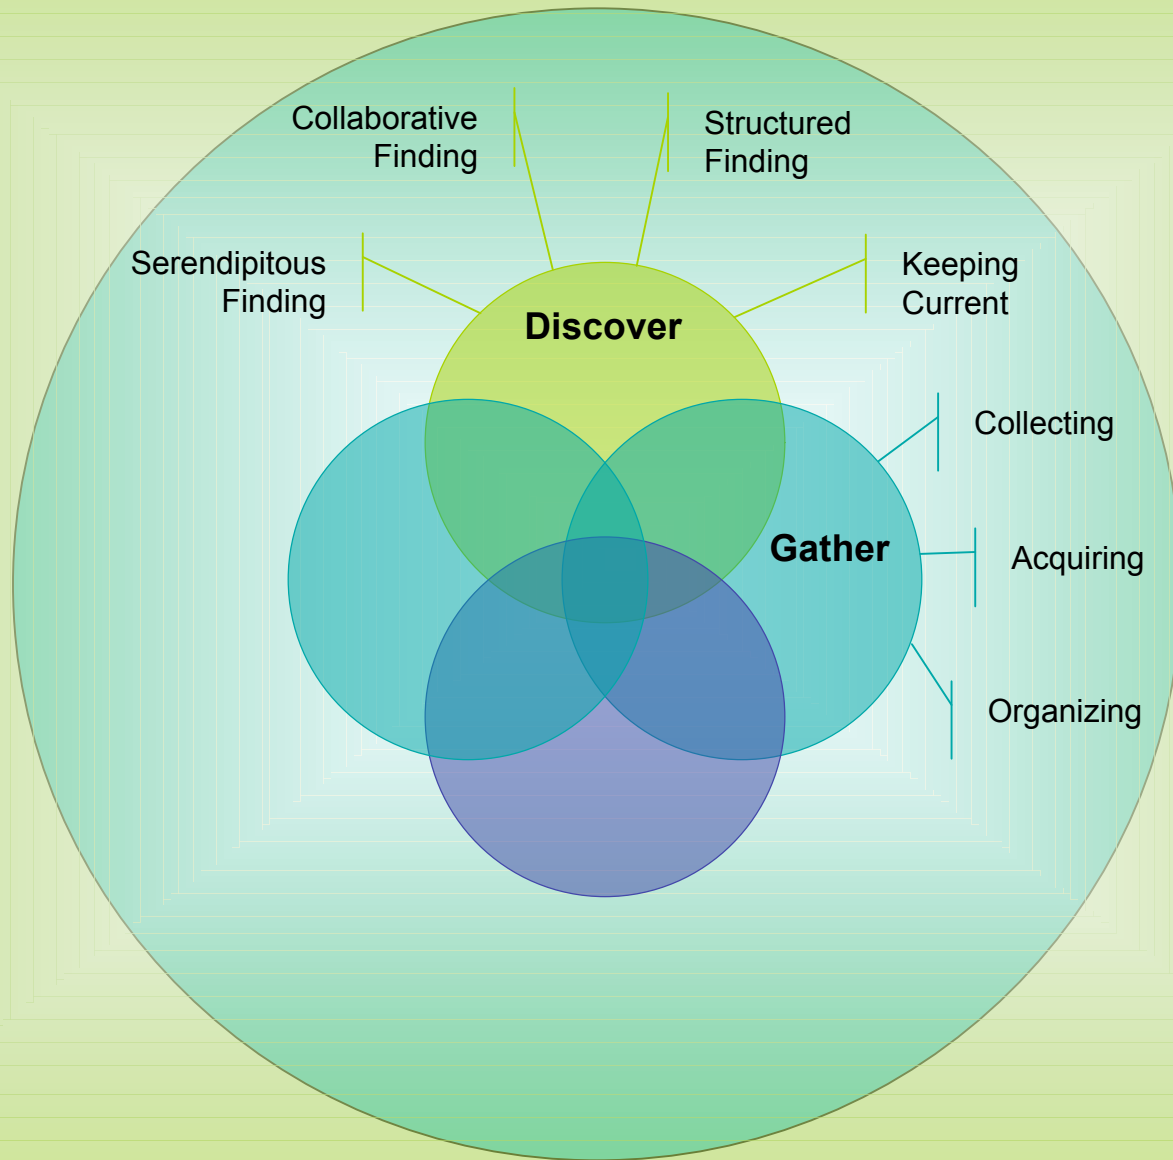 Collaborative
Finding
Structured
Finding
Serendipitous
Finding
Keeping
Current
Discover
Collecting
Gather
Acquiring
Organizing